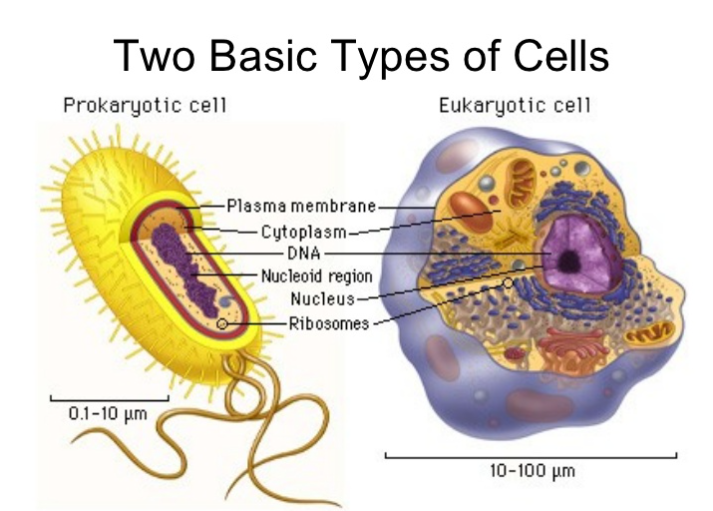 Two Basic Types of Cells
Prokaryotic cell
Eukaryotic cell
Plasma membrane
Cytoplasm
DNA
Nucleoid region
Nucleus
Ribosomes
0.1-10 µm
10-100 µm